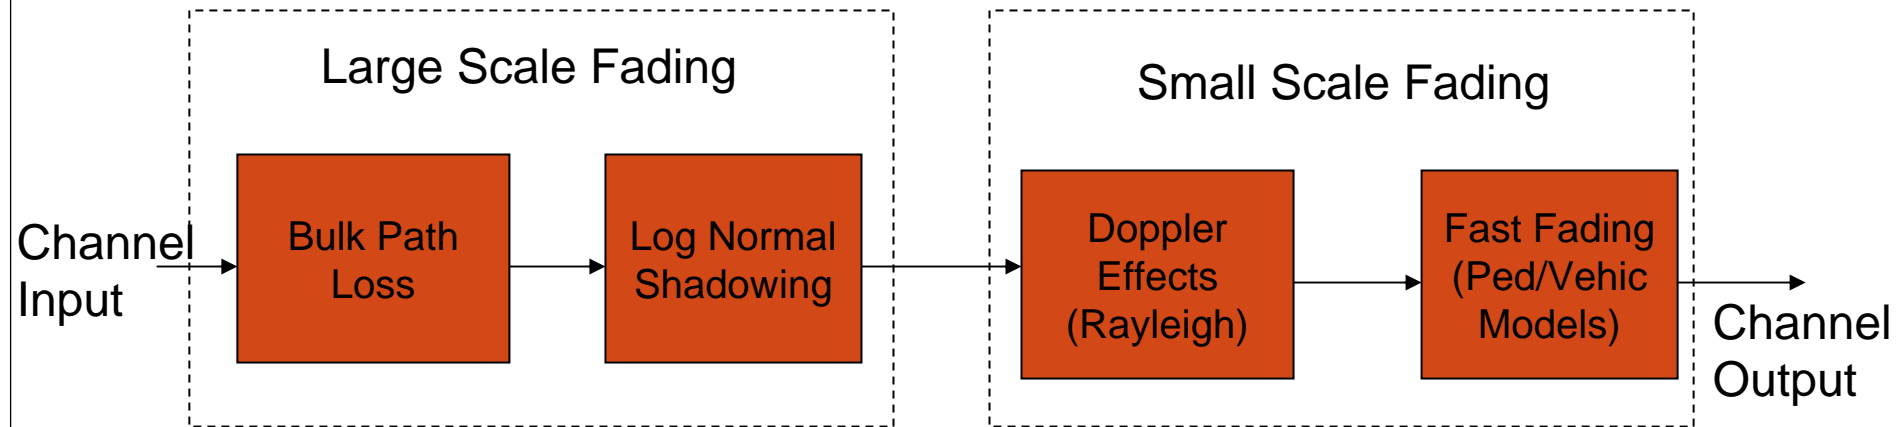 Large Scale Fading
Small Scale Fading
Channel
Input
Bulk Path
Loss
Log Normal
Shadowing
Doppler
Effects
(Rayleigh)
Fast Fading
(Ped/Vehic
Models)
Channel
Output